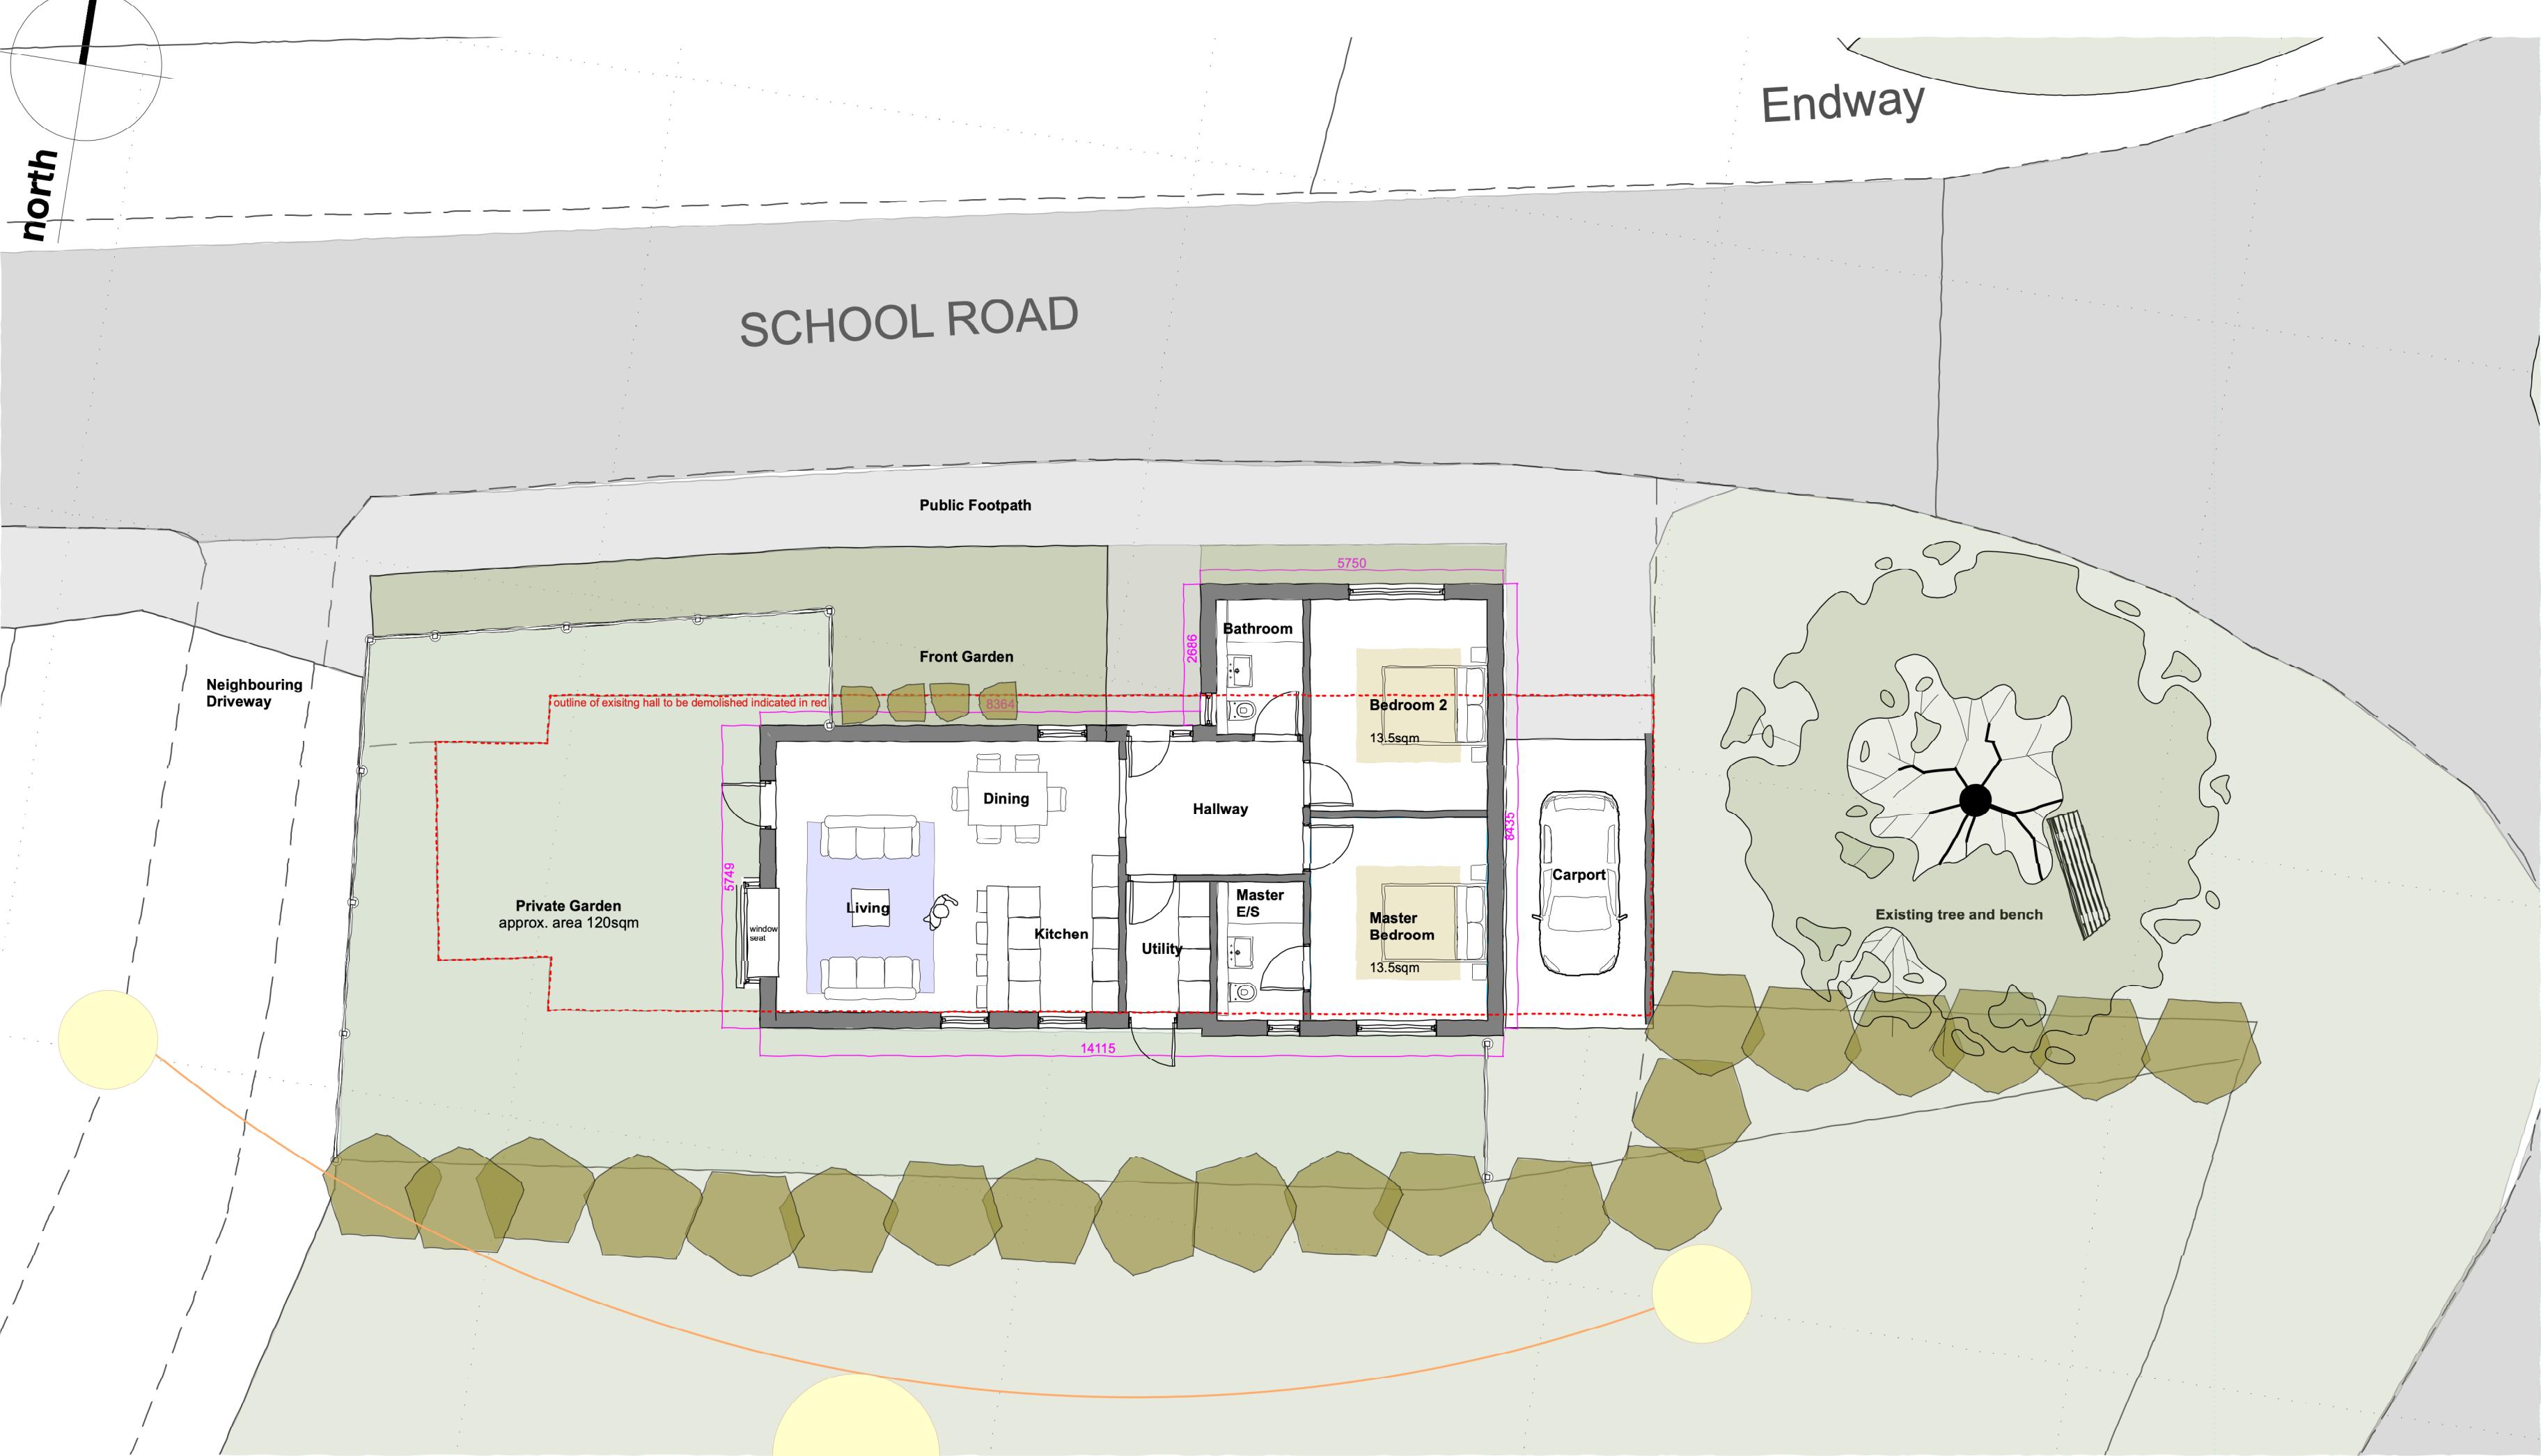 Endway
north
SCHOOL ROAD
Public Footpath
5750
Bathroom
2686
Front Garden
Neighbouring
Driveway
outline of exisitng hall to be demolished indicated in red
8364
Bedroom 2
13.5sqm
Dining
Hallway
8435
5749
Carport
Living
Master
E/S
Private Garden
approx. area 120sqm
window
seat
Kitchen
Utility
Master
Bedroom
13.5sqm
Existing tree and bench
14115